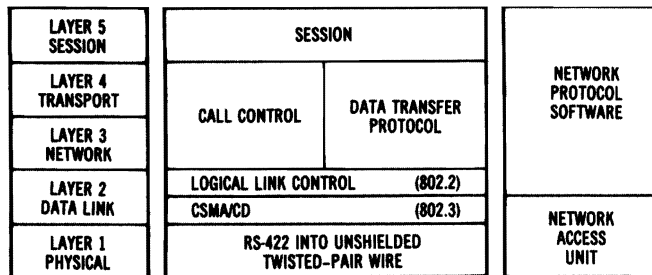 LAYER 5
SESSION
LAYER 4
TRANSPORT
LAYER 3
NETWORK
LAYER 2
DATA LINK
LAYER 1
PHYSICAL
SESSION
CALL CONTROL
DATA TRANSFER
PROTOCOL
LOGICAL LINK CONTROL (802.2)
CSMA/CD (802.3)
RS-422 INTO UNSHIELDED
TWISTED-PAIR WIRE
NETWORK
PROTOCOL
SOFTWARE
NETWORK
ACCESS
UNIT